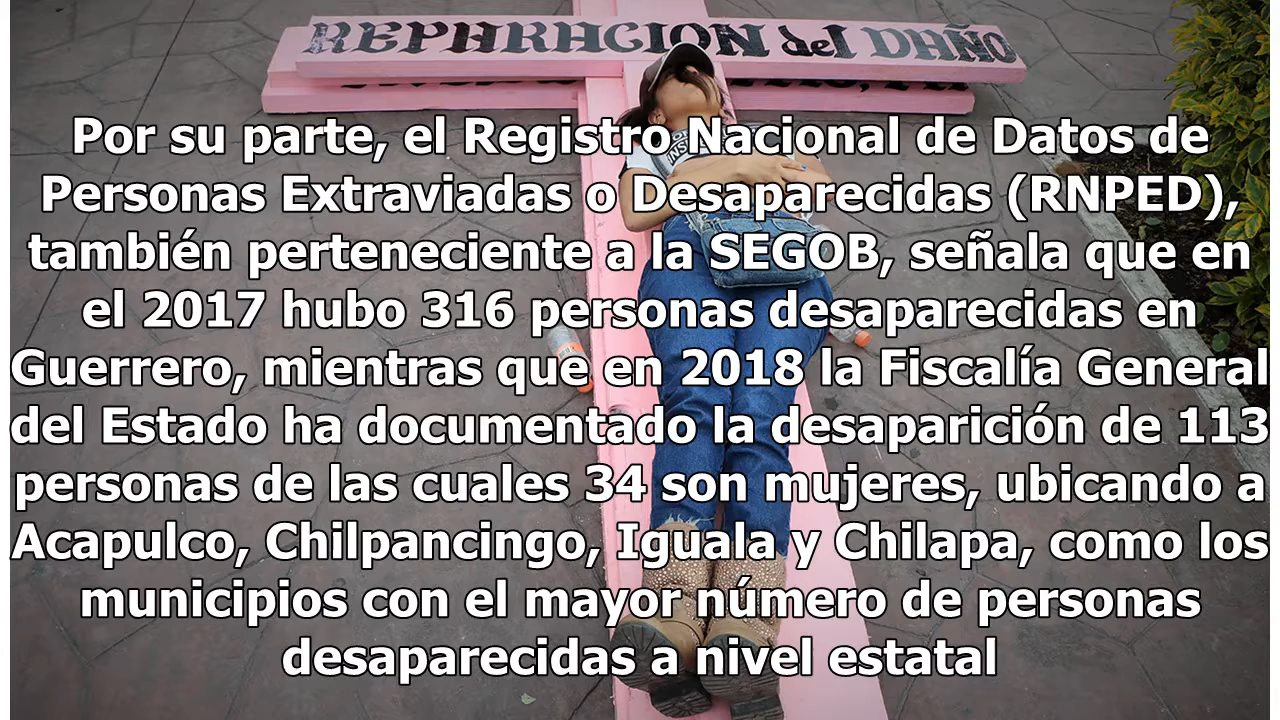 REPARACION del DAÑO
Por su parte, el Registro Nacional de Datos de
Personas Extraviadas o Desaparecidas (RNPED),
también perteneciente a la SEGOB, señala que en
el 2017 hubo 316 personas desaparecidas en
Guerrero, mientras que en 2018 la Fiscalía General
del Estado ha documentado la desaparición de 113
personas de las cuales 34 son mujeres, ubicando a
Acapulco, Chilpancingo, Iguala y Chilapa, como los
municipios con el mayor número de personas
desaparecidas a nivel estatal